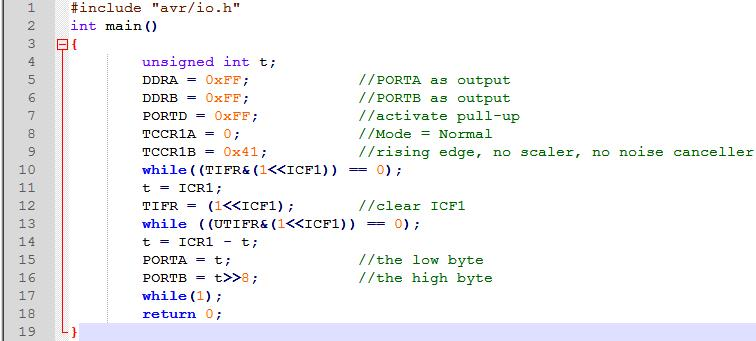 1 #include "avr/io.h"
2 int main()
3 {
4 unsigned int t;
5 DDRA = 0xFF; //PORTA as output
6 DDRB = 0xFF; //PORTB as output
7 PORTD = 0xFF; //activate pull-up
8 TCCR1A = 0; //Mode = Normal
9 TCCR1B = 0x41; //rising edge, no scaler, no noise canceller
10 while((TIFR&(1<<ICF1)) == 0);
11 t = ICR1;
12 TIFR = (1<<ICF1); //clear ICF1
13 while ((UTIFR&(1<<ICF1)) == 0);
14 t = ICR1 - t;
15 PORTA = t; //the low byte
16 PORTB = t>>8; //the high byte
17 while(1);
18 return 0;
19 }